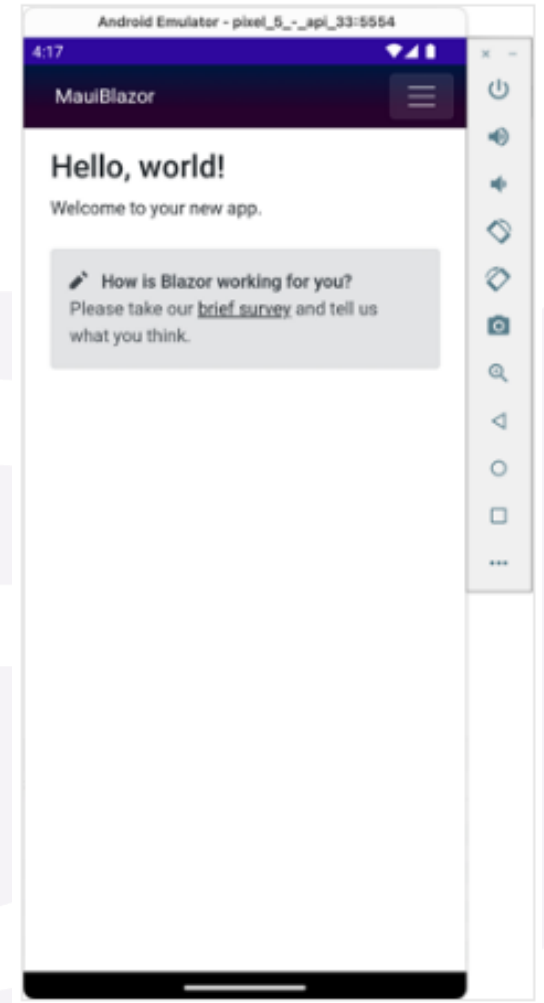 Android Emulator - pixel_5_-_api_33:5554
4:17
MauiBlazor
Hello, world!
Welcome to your new app.
How is Blazor working for you?
Please take our brief survey and tell us
what you think.